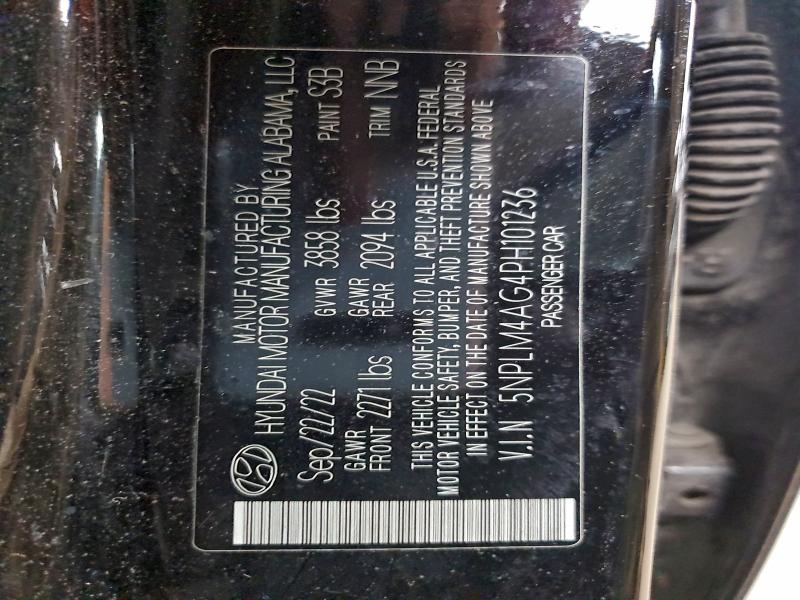 MANUFACTURED BY
HYUNDAI MOTOR MANUFACTURING ALABAMA, LLC
Sep/22/22 GVWR 3858 lbs PAINT S3B
GAWR FRONT 2271 lbs GAWR REAR 2094 lbs TRIM NNB
THIS VEHICLE CONFORMS TO ALL APPLICABLE U.S.A. FEDERAL
MOTOR VEHICLE SAFETY, BUMPER, AND THEFT PREVENTION STANDARDS
IN EFFECT ON THE DATE OF MANUFACTURE SHOWN ABOVE
V.I.N 5NPLM4AG4PH101236
PASSENGER CAR